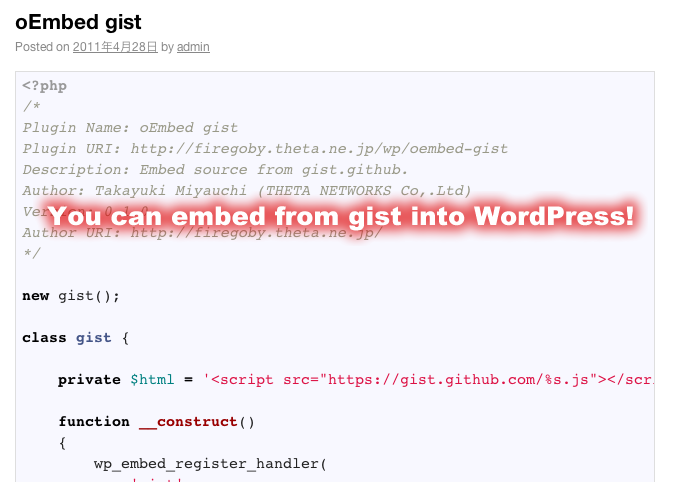 oEmbed gist
Posted on 2011年4月28日 by admin
<?php
/*
Plugin Name: oEmbed gist
Plugin URI: http://firegoby.theta.ne.jp/wp/oembed-gist
Description: Embed source from gist.github.
Author: Takayuki Miyauchi (THETA NETWORKS Co,.Ltd)
You can embed from gist into WordPress!
Author URI: http://firegoby.theta.ne.jp/
*/
new gist();
class gist {
private $html = '<script src="https://gist.github.com/%s.js"></scr
function __construct()
{
wp_embed_register_handler(